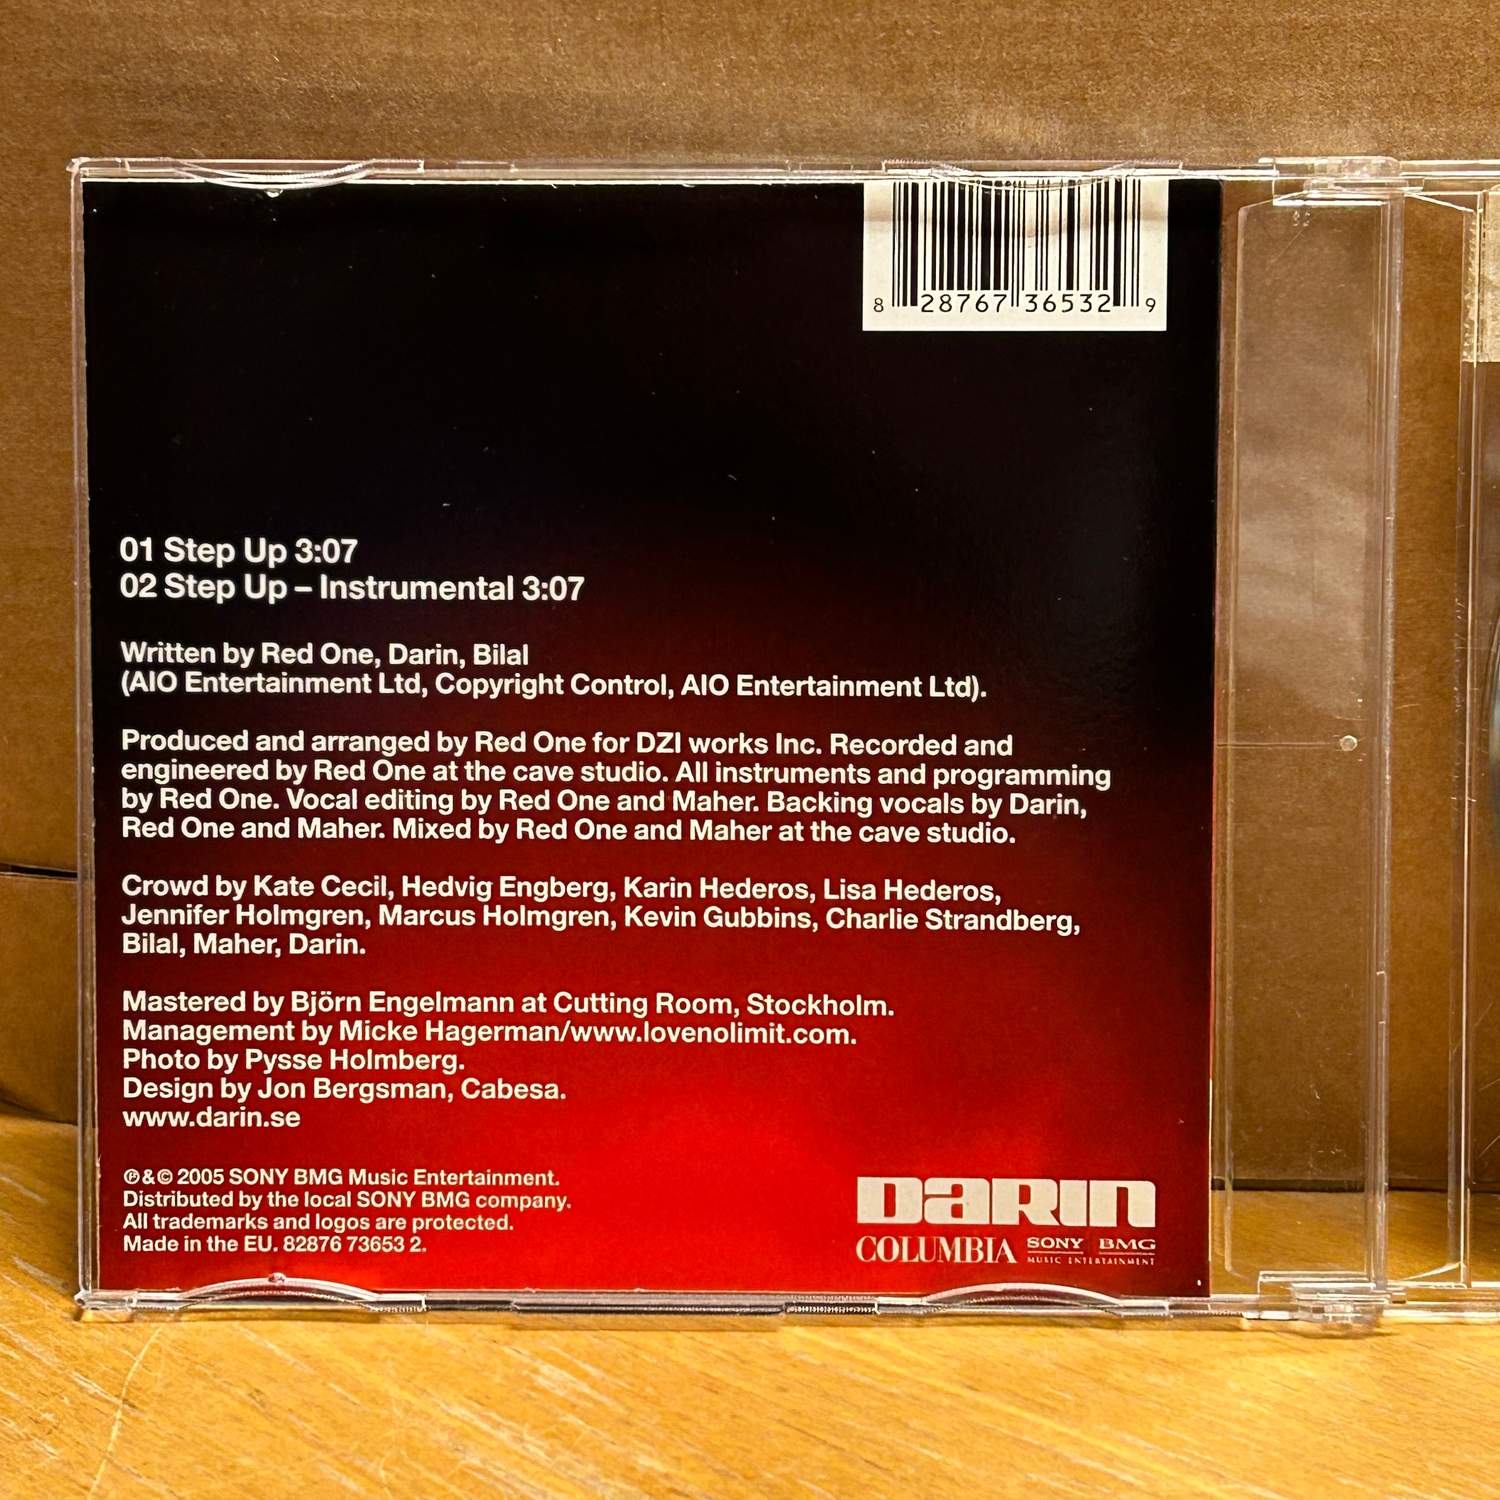 8 28767 36532 9
01 Step Up 3:07
02 Step Up – Instrumental 3:07
Written by Red One, Darin, Bilal
(AIO Entertainment Ltd, Copyright Control, AIO Entertainment Ltd).
Produced and arranged by Red One for DZI works Inc. Recorded and
engineered by Red One at the cave studio. All instruments and programming
by Red One. Vocal editing by Red One and Maher. Backing vocals by Darin,
Red One and Maher. Mixed by Red One and Maher at the cave studio.
Crowd by Kate Cecil, Hedvig Engberg, Karin Hederos, Lisa Hederos,
Jennifer Holmgren, Marcus Holmgren, Kevin Gubbins, Charlie Strandberg,
Bilal, Maher, Darin.
Mastered by Björn Engelmann at Cutting Room, Stockholm.
Management by Micke Hagerman/www.lovenolimit.com.
Photo by Pysse Holmberg.
Design by Jon Bergsman, Cabesa.
www.darin.se
℗&© 2005 SONY BMG Music Entertainment.
Distributed by the local SONY BMG company.
All trademarks and logos are protected.
Made in the EU. 82876 73653 2.
DARIN
COLUMBIA SONY BMG
MUSIC ENTERTAINMENT